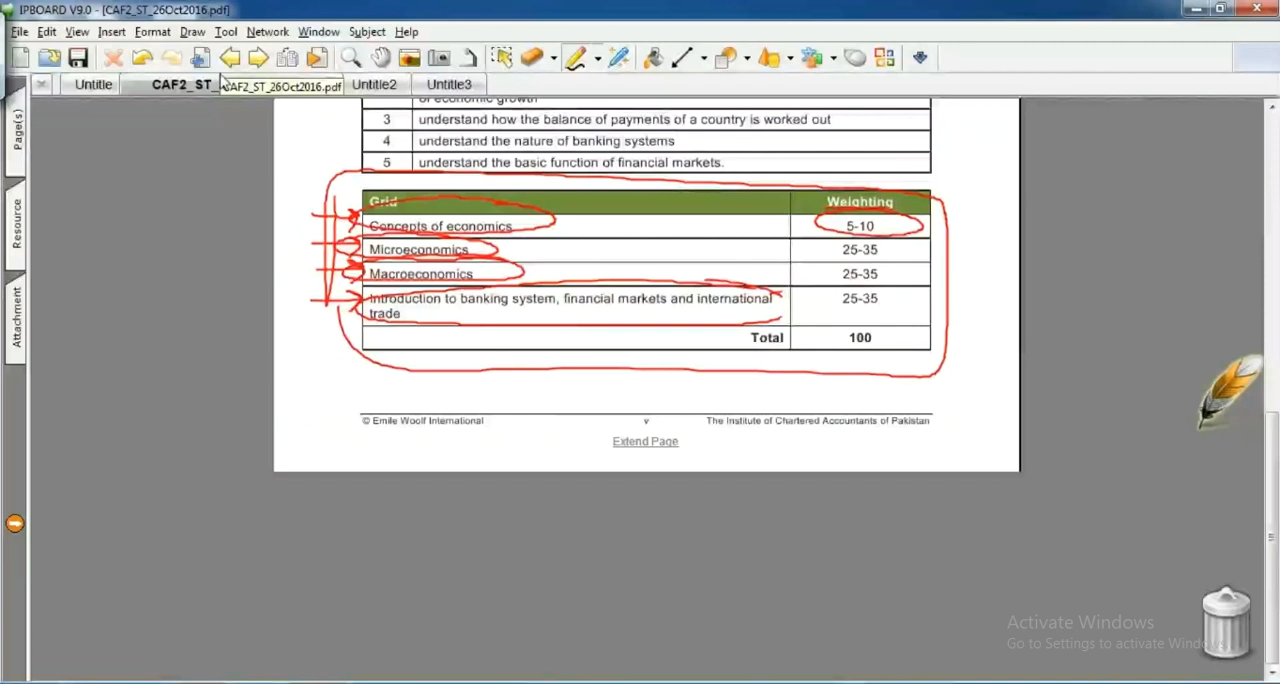 IPBOARD V9.0 - [CAF2_ST_26Oct2016.pdf]
File Edit View Insert Format Draw Tool Network Window Subject Help
Untitle CAF2_ST_ CAF2_ST_26Oct2016.pdf Untitle2 Untitle3
Page(s)
Resource
Attachment
of economic growth
3 understand how the balance of payments of a country is worked out
4 understand the nature of banking systems
5 understand the basic function of financial markets.
Grid Weighting
Concepts of economics 5-10
Microeconomics 25-35
Macroeconomics 25-35
Introduction to banking system, financial markets and international 25-35
trade
Total 100
© Emile Woolf International v The Institute of Chartered Accountants of Pakistan
Extend Page
Activate Windows
Go to Settings to activate Windows.